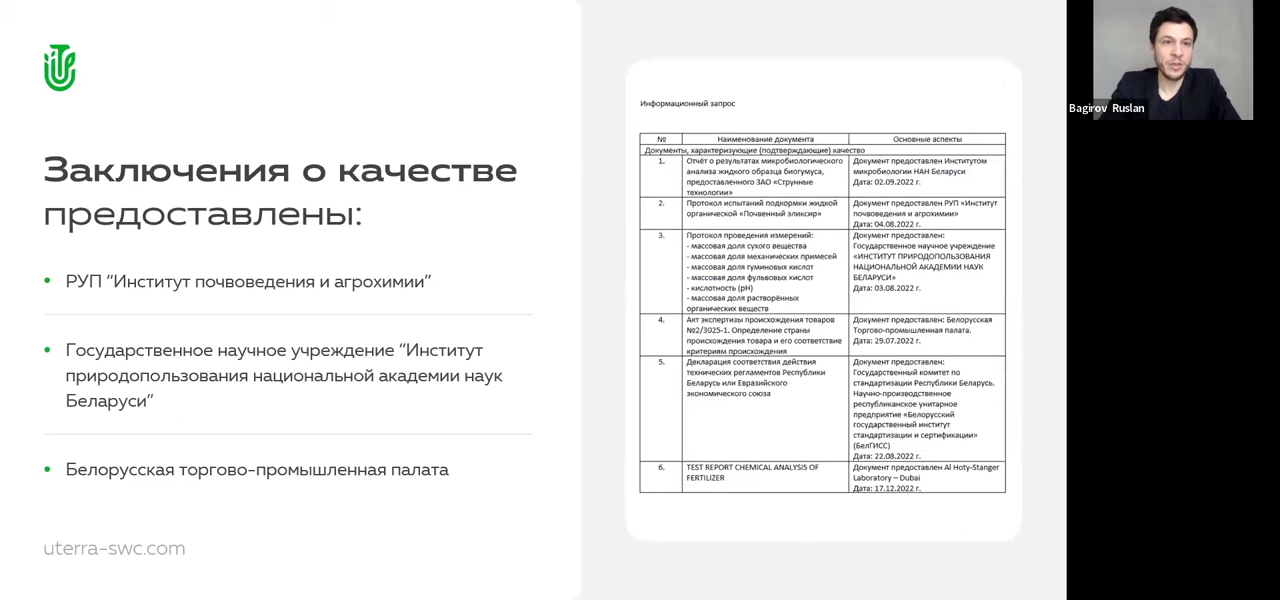 Заключения о качестве
предоставлены:
РУП “Институт почвоведения и агрохимии”
Государственное научное учреждение “Институт
природопользования национальной академии наук
Беларуси”
Белорусская торгово-промышленная палата
uterra-swc.com
Информационный запрос
№ Наименование документа Основные аспекты
Документы, характеризующие (подтверждающие) качество
1.
Отчёт о результатах микробиологического
анализа жидкого образца биогумуса,
предоставленного ЗАО «Струнные
технологии»
Документ предоставлен Институтом
микробиологии НАН Беларуси
Дата: 02.09.2022 г.
2.
Протокол испытаний подкормки жидкой
органической «Почвенный эликсир»
Документ предоставлен РУП «Институт
почвоведения и агрохимии»
Дата: 04.08.2022 г.
3.
Протокол проведения измерений:
- массовая доля сухого вещества
- массовая доля механических примесей
- массовая доля гуминовых кислот
- массовая доля фульвовых кислот
- кислотность (pH)
- массовая доля растворённых
органических веществ
Документ предоставлен:
Государственное научное учреждение
«ИНСТИТУТ ПРИРОДОПОЛЬЗОВАНИЯ
НАЦИОНАЛЬНОЙ АКАДЕМИИ НАУК
БЕЛАРУСИ»
Дата: 03.08.2022 г.
4.
Акт экспертизы происхождения товаров
№2/3025-1. Определение страны
происхождения товара и его соответствие
критериям происхождения
Документ предоставлен: Белорусская
Торгово-промышленная палата.
Дата: 29.07.2022 г.
5.
Декларация соответствия действия
технических регламентов Республики
Беларусь или Евразийского
экономического союза
Документ предоставлен:
Государственный комитет по
стандартизации Республики Беларусь.
Научно-производственное
республиканское унитарное
предприятие «Белорусский
государственный институт
стандартизации и сертификации»
(БелГИСС)
Дата: 22.08.2022 г.
6.
TEST REPORT CHEMICAL ANALYSIS OF
FERTILIZER
Документ предоставлен Al Hoty-Stanger
Laboratory – Dubai
Дата: 17.12.2022 г.
Bagirov Ruslan